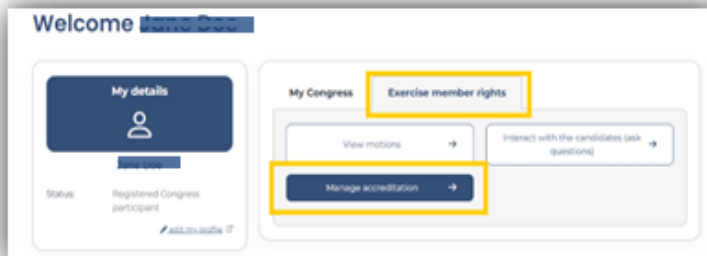 Welcome
My details
Status:
Registered Congress
participant
edit my profile
My Congress
Exercise member rights
View motions
Interact with the candidates (ask
questions)
Manage accreditation